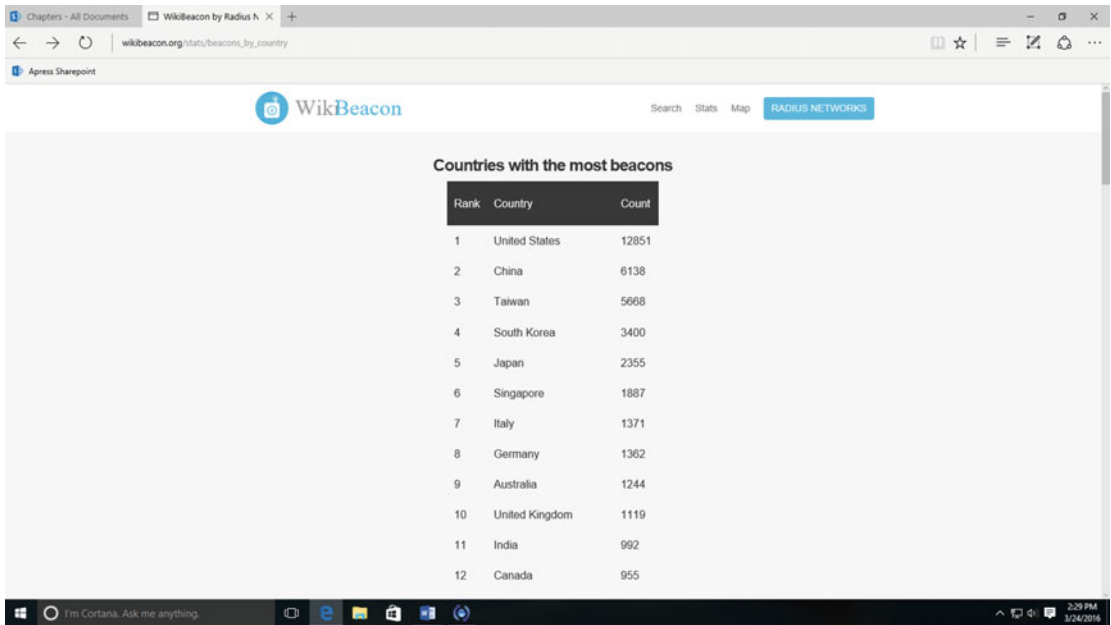 Chapters - All Documents
WikiBeacon by Radius N
wikibeacon.org/stats/beacons_by_country
Apress Sharepoint
WikiBeacon
Search Stats Map RADIUS NETWORKS
Countries with the most beacons
Rank Country Count
1 United States 12851
2 China 6138
3 Taiwan 5668
4 South Korea 3400
5 Japan 2355
6 Singapore 1887
7 Italy 1371
8 Germany 1362
9 Australia 1244
10 United Kingdom 1119
11 India 992
12 Canada 955
I'm Cortana. Ask me anything.
2:29 PM
3/24/2016